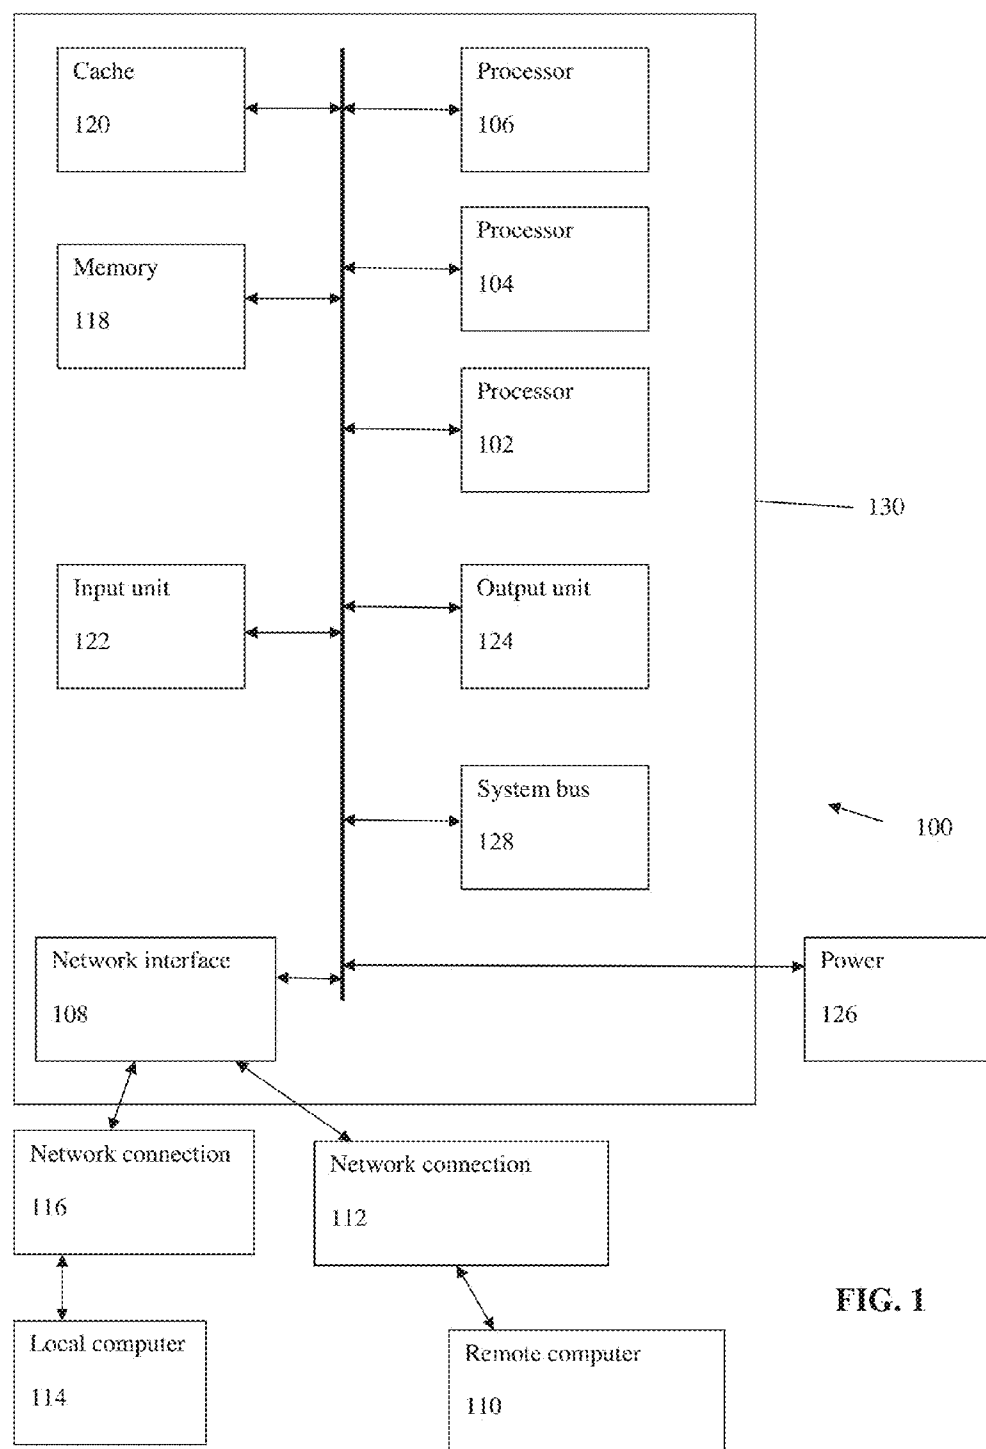 Cache
120
Processor
106
Processor
104
Memory
118
Processor
102
130
Input unit
122
Output unit
124
System bus
128
100
Network interface
108
Power
126
Network connection
116
Network connection
112
FIG. 1
Local computer
114
Remote computer
110